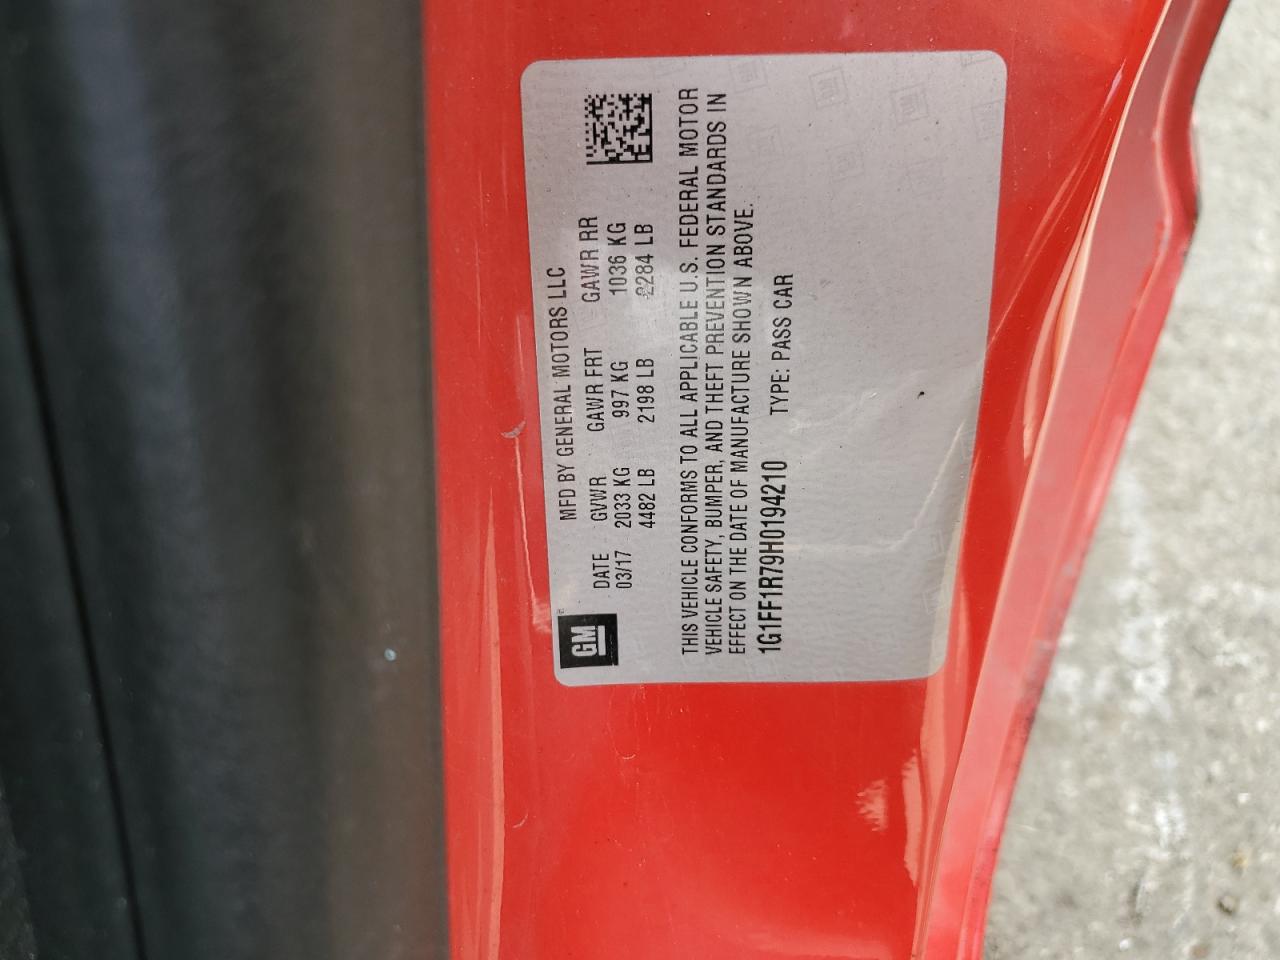 GM
MFD BY GENERAL MOTORS LLC
DATE GVWR GAWR FRT GAWR RR
03/17 2033 KG 997 KG 1036 KG
4482 LB 2198 LB 2284 LB
THIS VEHICLE CONFORMS TO ALL APPLICABLE U.S. FEDERAL MOTOR
VEHICLE SAFETY, BUMPER, AND THEFT PREVENTION STANDARDS IN
EFFECT ON THE DATE OF MANUFACTURE SHOWN ABOVE.
1G1FF1R79H0194210 TYPE: PASS CAR